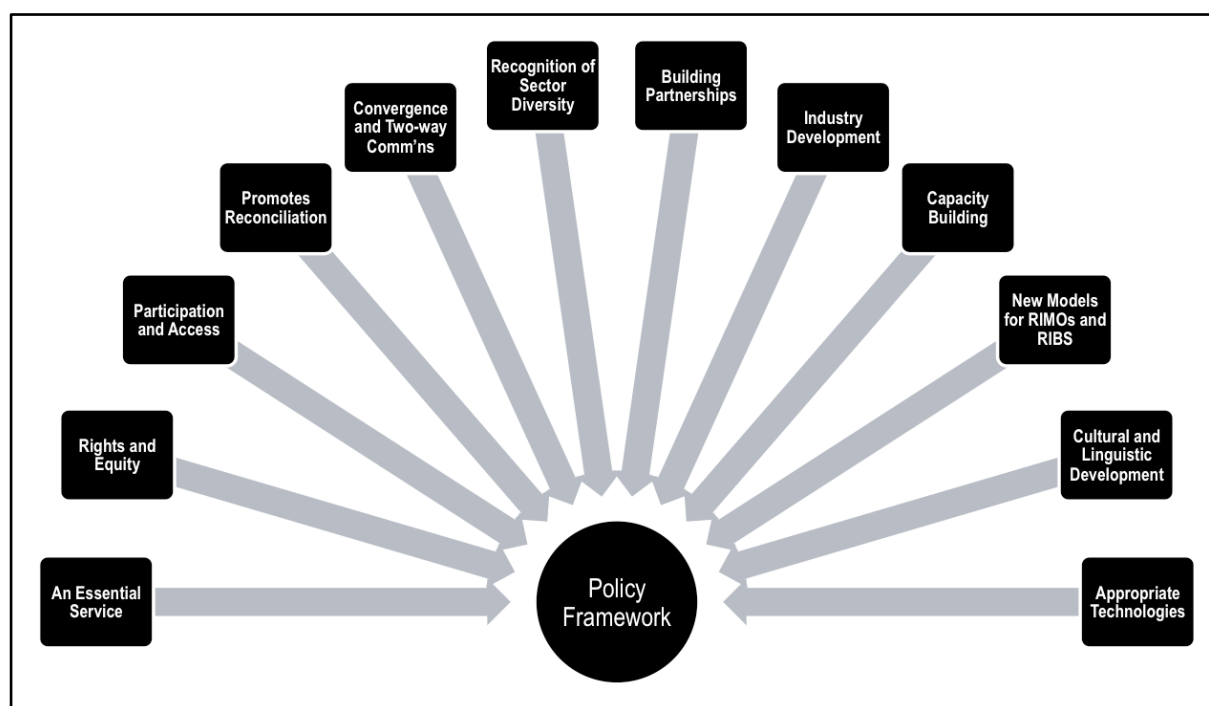 An Essential
Service
Rights and
Equity
Participation
and Access
Promotes
Reconciliation
Convergence
and Two-way
Comm'ns
Recognition of
Sector
Diversity
Building
Partnerships
Industry
Development
Capacity
Building
New Models
for RIMOs and
RIBS
Cultural and
Linguistic
Development
Appropriate
Technologies
Policy
Framework